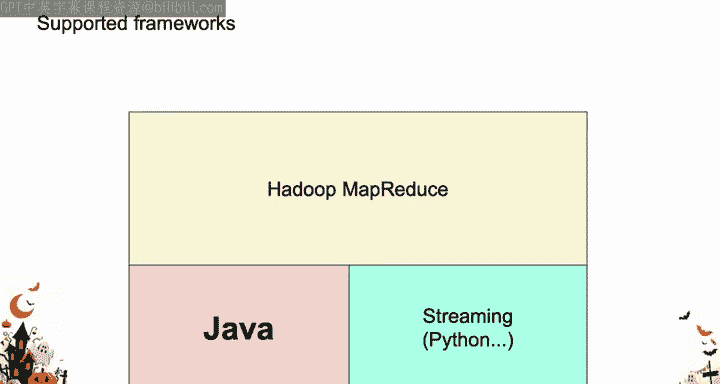 GPT中英字幕课程资源@bilibili.com
Supported frameworks
Hadoop MapReduce
Java
Streaming
(Python...)